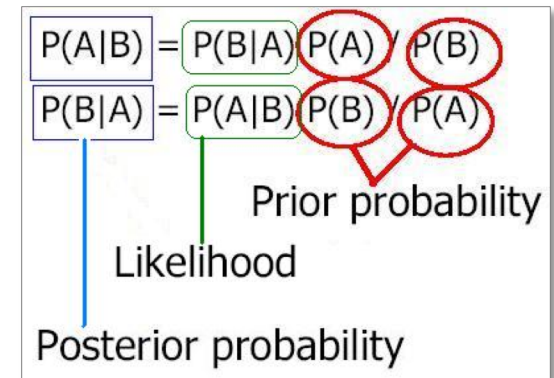 P(A|B) = P(B|A) P(A) / P(B)
P(B|A) = P(A|B) P(B) / P(A)
Prior probability
Likelihood
Posterior probability